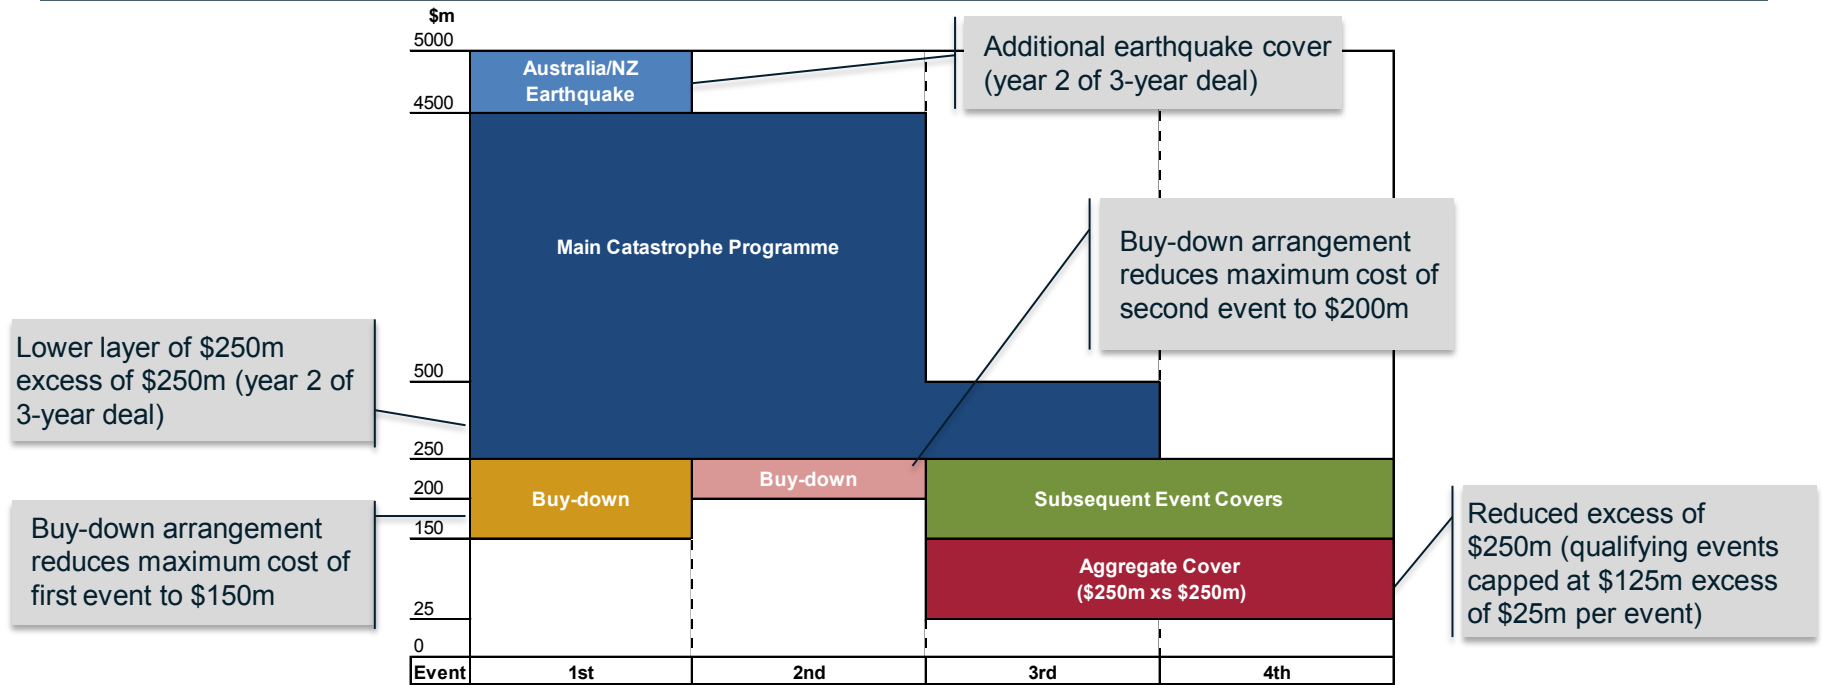 $m
5000
Australia/NZ
Earthquake
Additional earthquake cover
(year 2 of 3-year deal)
4500
Main Catastrophe Programme
Buy-down arrangement
reduces maximum cost of
second event to $200m
Lower layer of $250m
excess of $250m (year 2 of
3-year deal)
500
250
Buy-down
200
Buy-down
Subsequent Event Covers
150
Buy-down arrangement
reduces maximum cost of
first event to $150m
Reduced excess of
$250m (qualifying events
capped at $125m excess
of $25m per event)
Aggregate Cover
($250m xs $250m)
25
0
Event 1st 2nd 3rd 4th